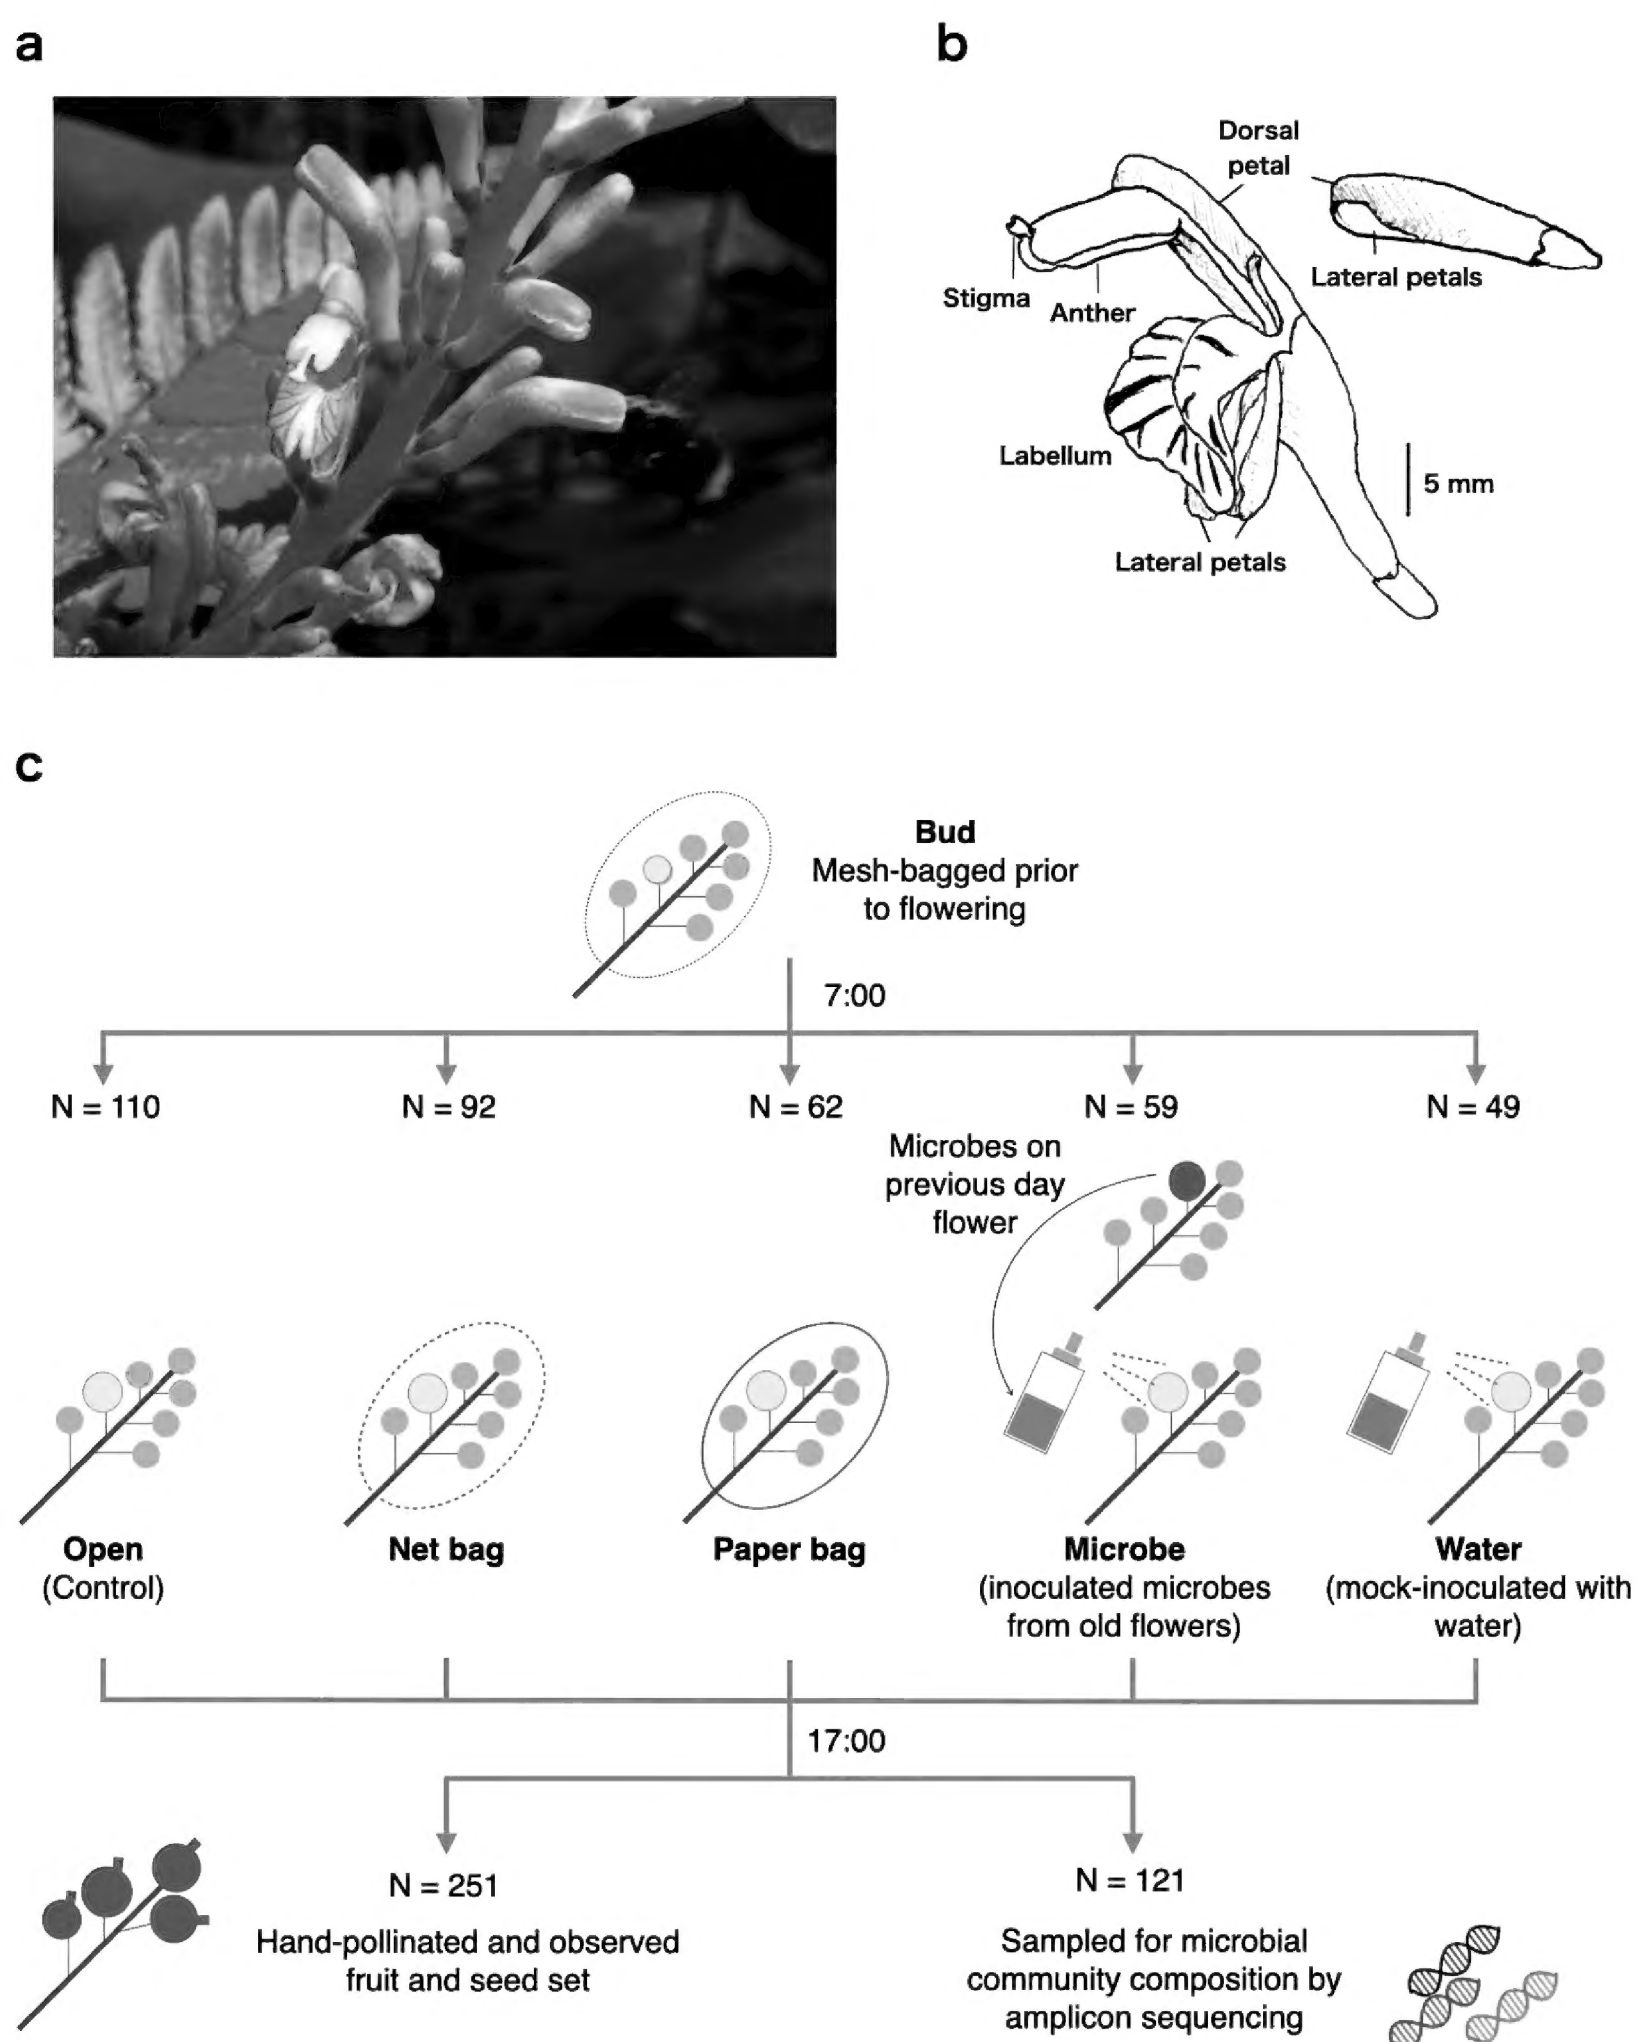 a
b
Dorsal
petal
Stigma
Anther
Lateral petals
Labellum
5 mm
Lateral petals
c
Bud
Mesh-bagged prior
to flowering
7:00
N = 110
N = 92
N = 62
N = 59
N = 49
Microbes on
previous day
flower
Open
(Control)
Net bag
Paper bag
Microbe
(inoculated microbes
from old flowers)
Water
(mock-inoculated with
water)
17:00
N = 251
Hand-pollinated and observed
fruit and seed set
N = 121
Sampled for microbial
community composition by
amplicon sequencing